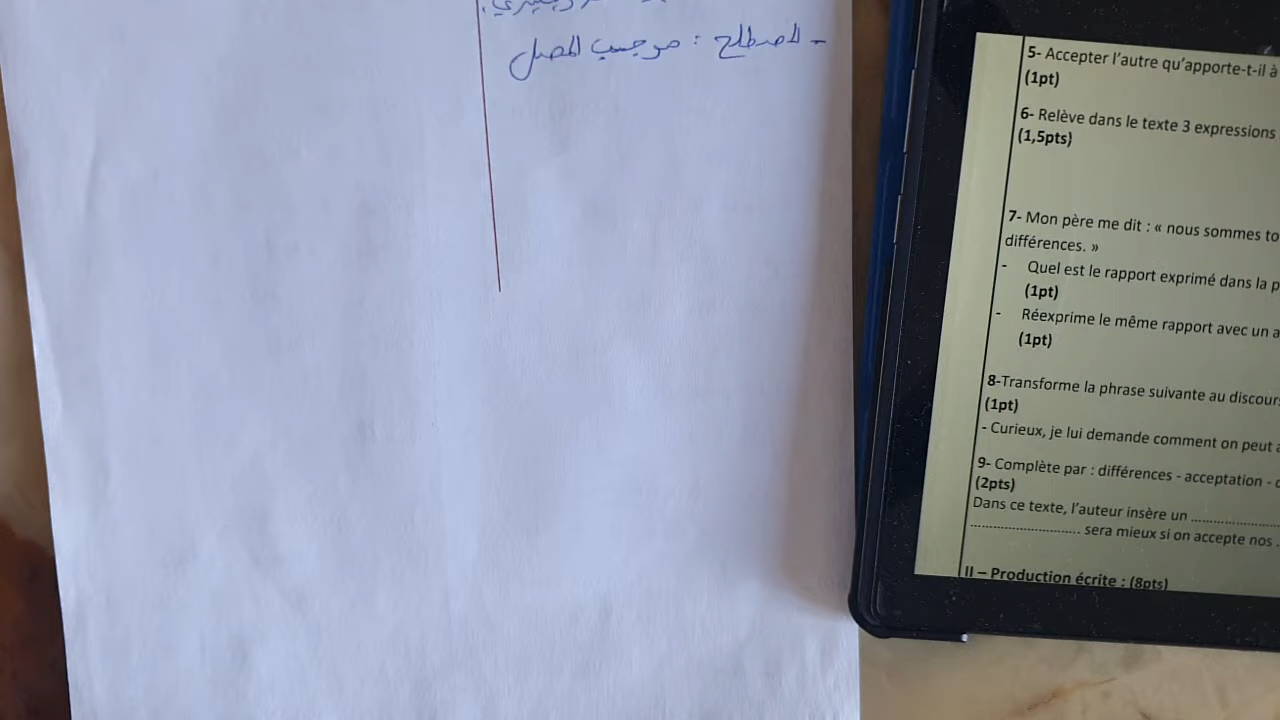 - المصطلح : موجب المصل
5- Accepter l'autre qu'apporte-t-il à
(1pt)
6- Relève dans le texte 3 expressions
(1,5pts)
7- Mon père me dit : « nous sommes to
différences. »
- Quel est le rapport exprimé dans la p
(1pt)
- Réexprime le même rapport avec un a
(1pt)
8-Transforme la phrase suivante au discour
(1pt)
- Curieux, je lui demande comment on peut a
9- Complète par : différences - acceptation -
(2pts)
Dans ce texte, l'auteur insère un ........................
............................ sera mieux si on accepte nos .
II – Production écrite : (8pts)